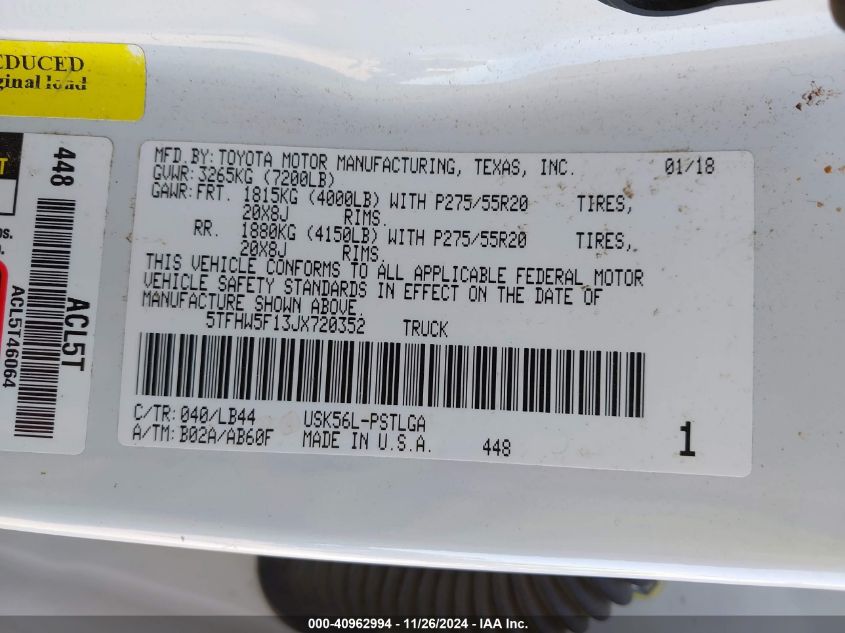 EDUCED
ginal load
448
ACL5T
ACL5T46064
MFD.BY: TOYOTA MOTOR MANUFACTURING, TEXAS, INC. 01/18
GVWR: 3265KG (7200LB)
GAWR: FRT. 1815KG (4000LB) WITH P275/55R20 TIRES,
20X8J RIMS.
RR. 1880KG (4150LB) WITH P275/55R20 TIRES,
20X8J RIMS.
THIS VEHICLE CONFORMS TO ALL APPLICABLE FEDERAL MOTOR
VEHICLE SAFETY STANDARDS IN EFFECT ON THE DATE OF
MANUFACTURE SHOWN ABOVE.
5TFHW5F13JX720352 TRUCK
C/TR: 040/LB44 USK56L-PSTLGA
A/TM: B02A/AB60F MADE IN U.S.A. 448 1
000-40962994 - 11/26/2024 - IAAI.COM